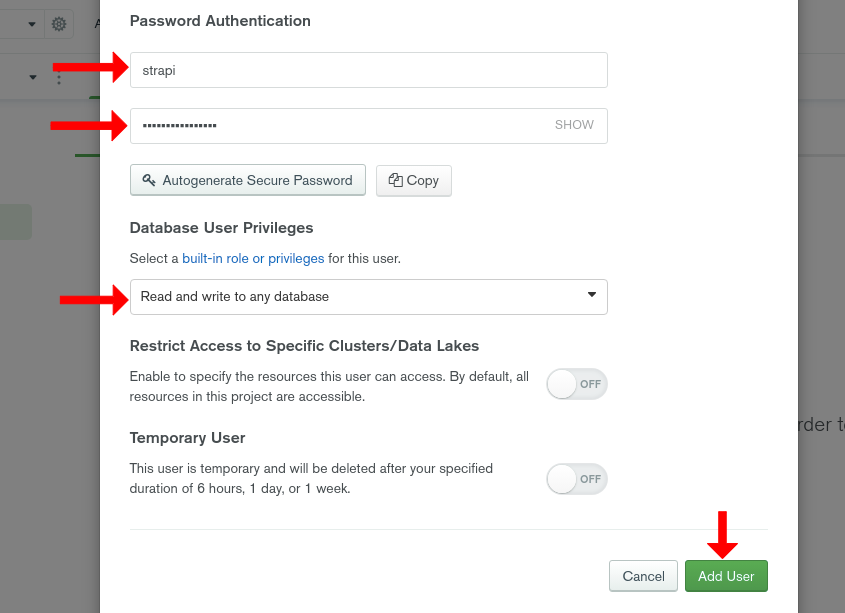 Password Authentication
strapi
••••••••••••••••
SHOW
Autogenerate Secure Password
Copy
Database User Privileges
Select a built-in role or privileges for this user.
Read and write to any database
Restrict Access to Specific Clusters/Data Lakes
Enable to specify the resources this user can access. By default, all
resources in this project are accessible.
OFF
Temporary User
This user is temporary and will be deleted after your specified
duration of 6 hours, 1 day, or 1 week.
OFF
Cancel
Add User